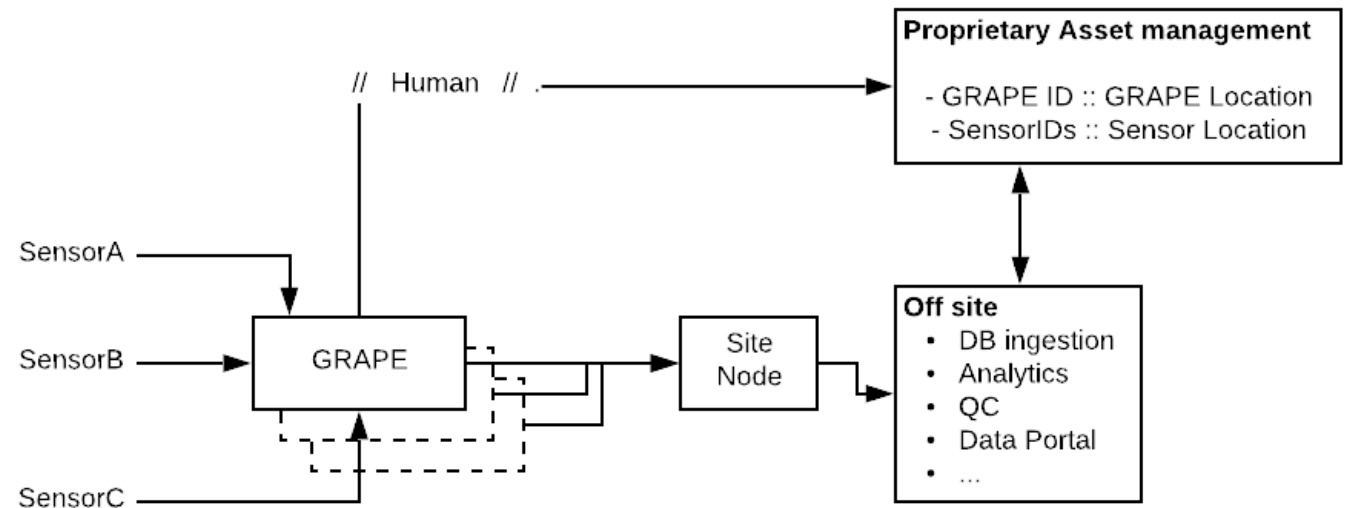 Proprietary Asset management
// Human // .
- GRAPE ID :: GRAPE Location
- SensorIDs :: Sensor Location
SensorA
SensorB
GRAPE
Site
Node
Off site
• DB ingestion
• Analytics
• QC
• Data Portal
• ...
SensorC